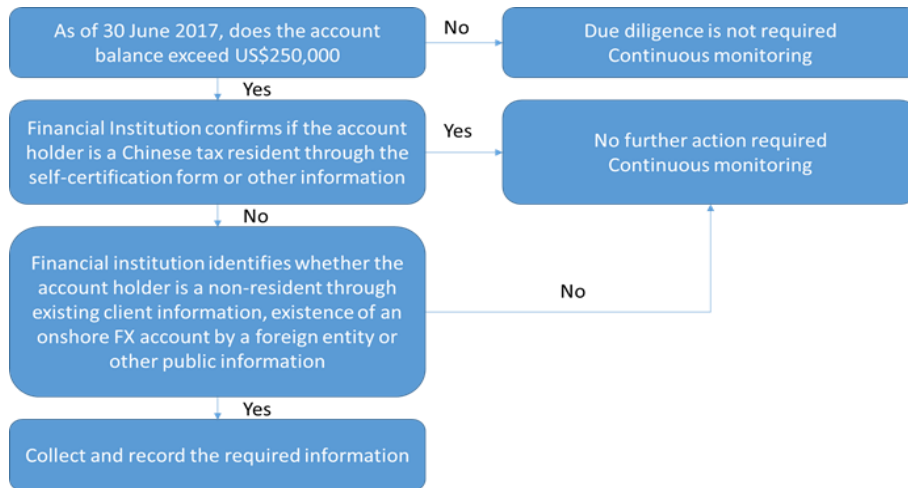 As of 30 June 2017, does the account
balance exceed US$250,000
No
Due diligence is not required
Continuous monitoring
Yes
Financial Institution confirms if the account
holder is a Chinese tax resident through the
self-certification form or other information
Yes
No further action required
Continuous monitoring
No
Financial institution identifies whether the
account holder is a non-resident through
existing client information, existence of an
onshore FX account by a foreign entity or
other public information
No
Yes
Collect and record the required information